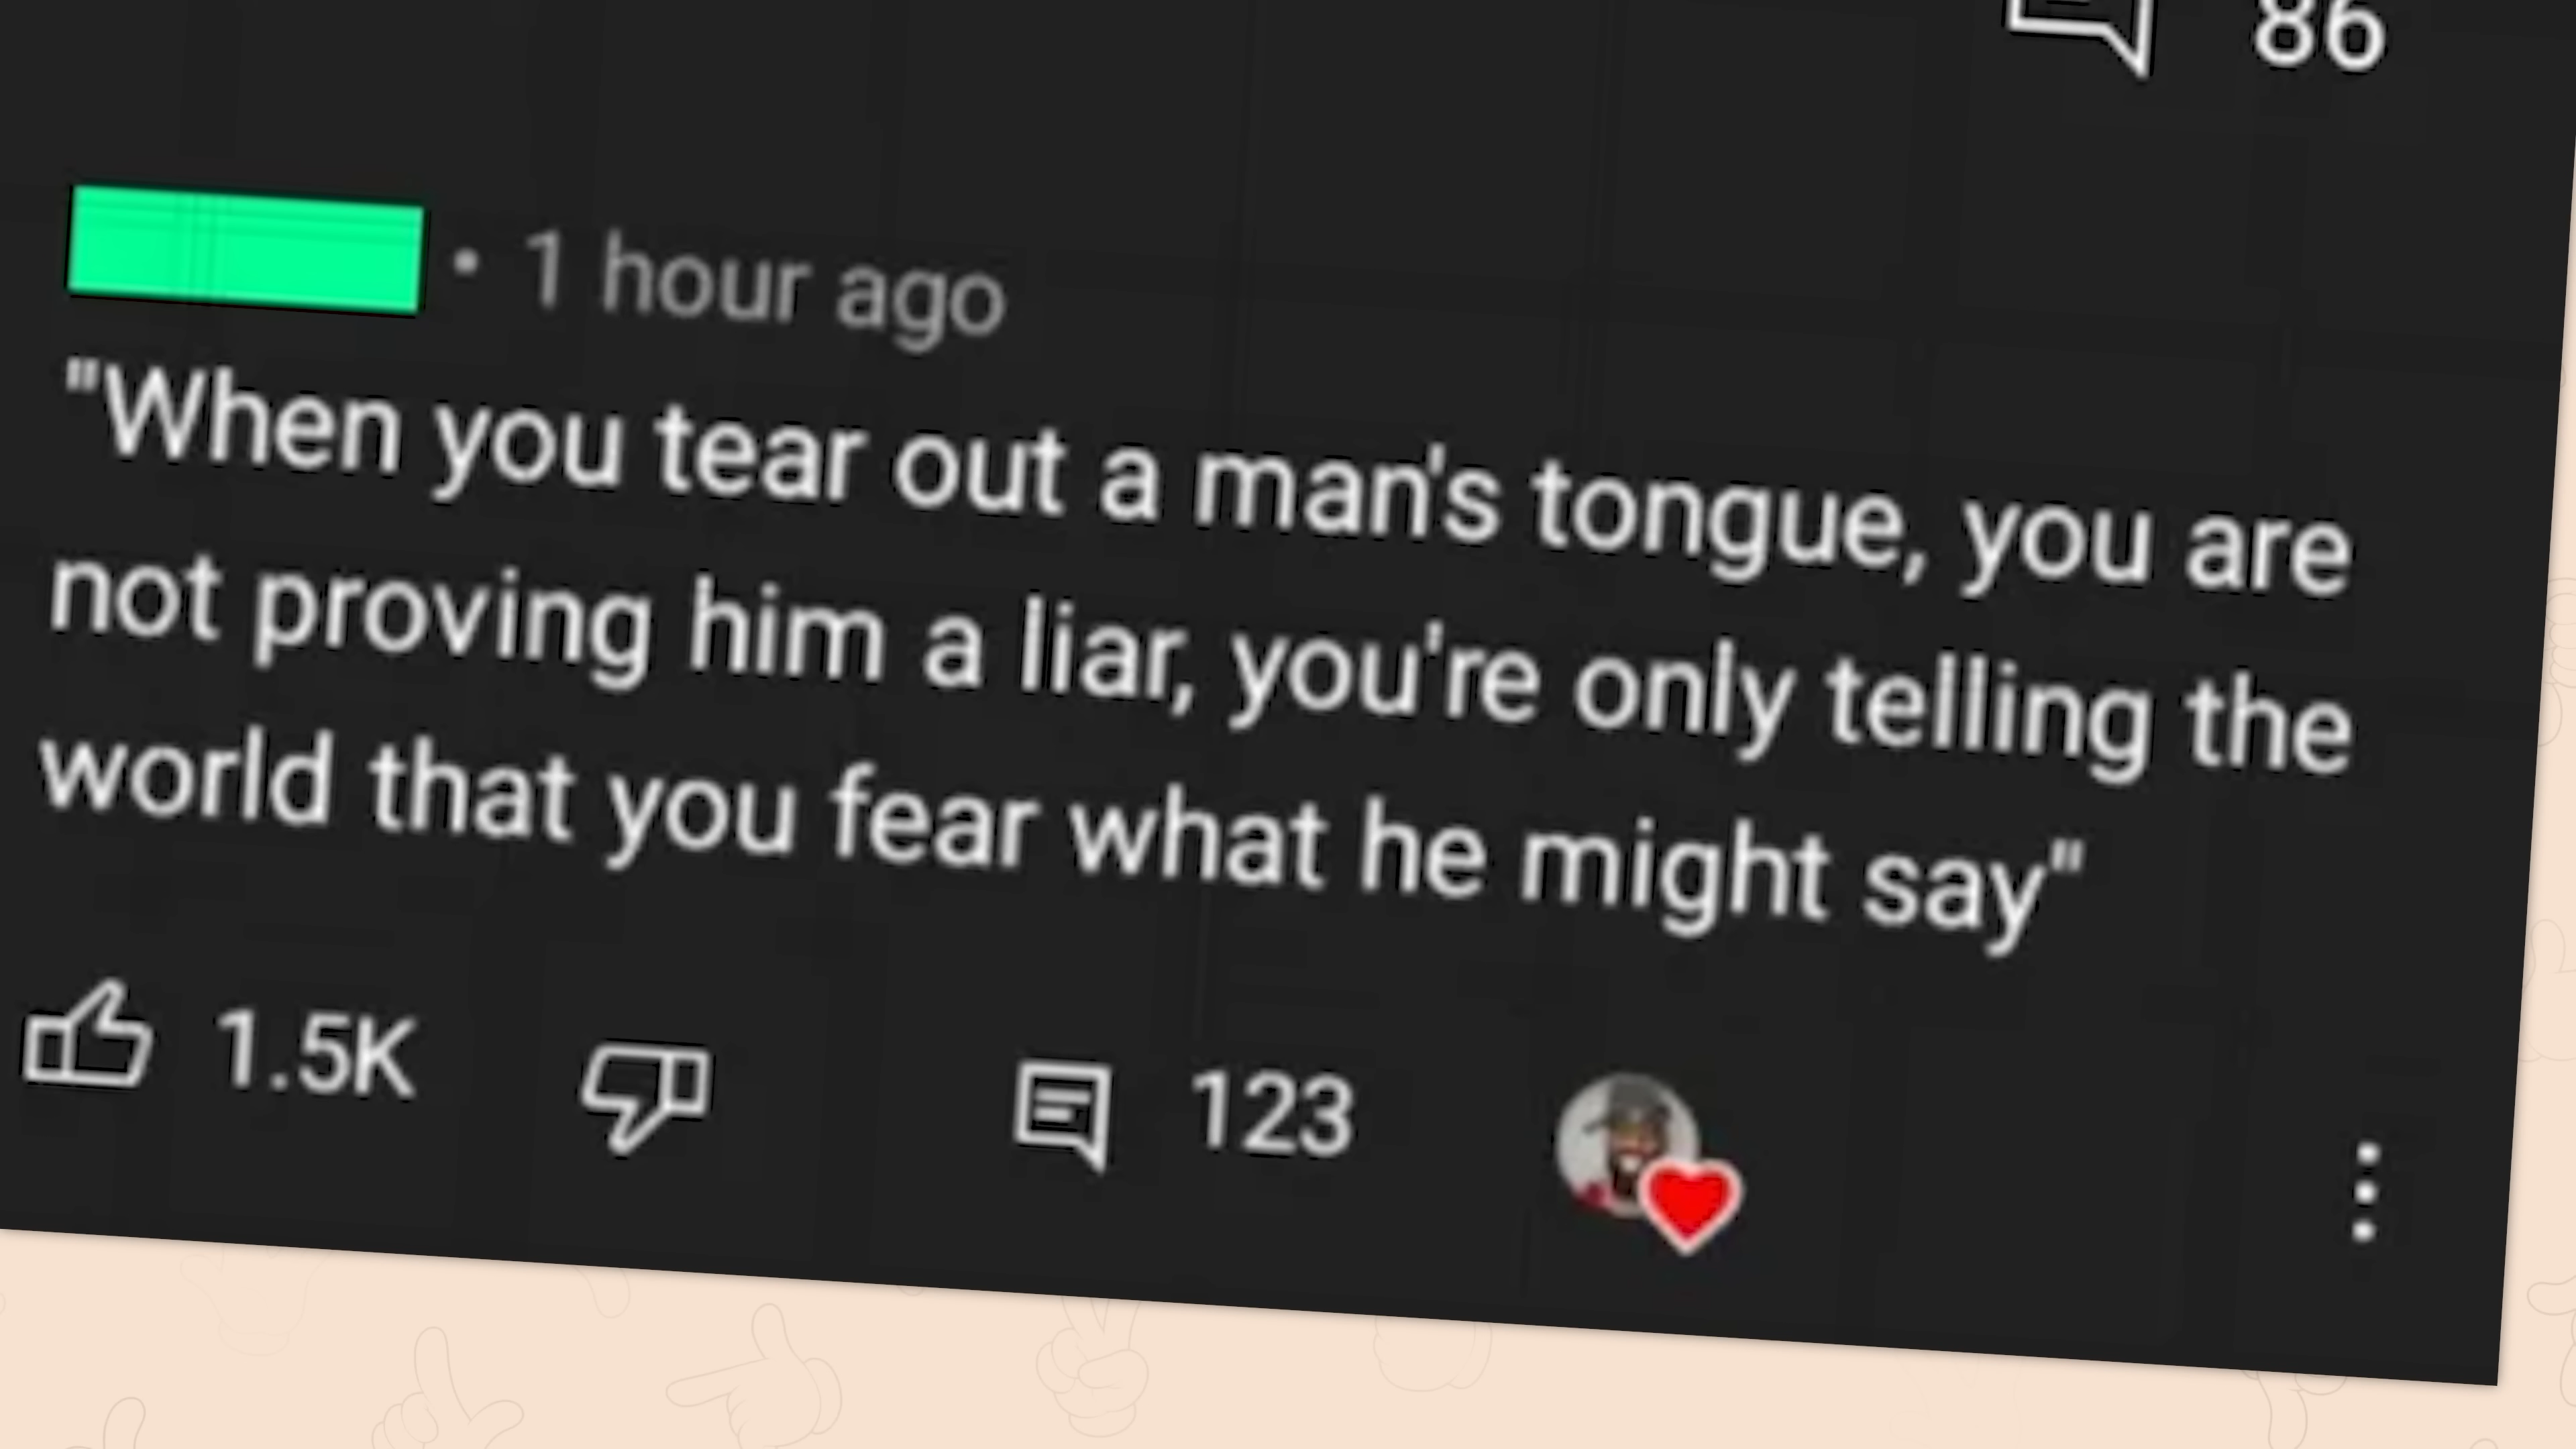 86
• 1 hour ago
"When you tear out a man's tongue, you are
not proving him a liar, you're only telling the
world that you fear what he might say"
1.5K
123